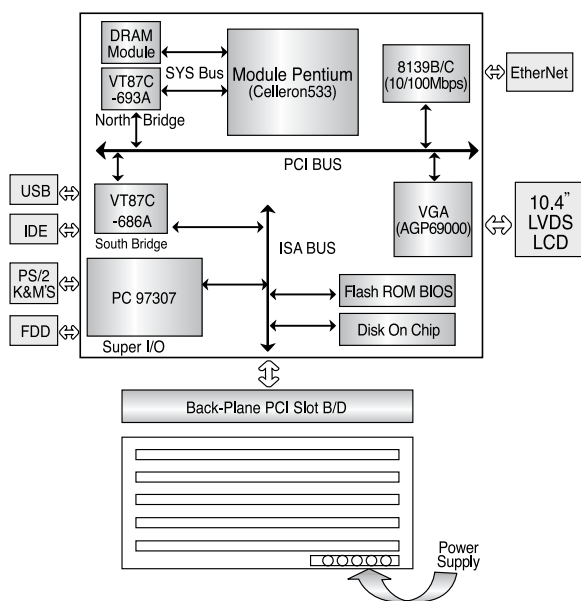 DRAM
Module
VT87C
-693A
North Bridge
SYS Bus
Module Pentium
(Celleron533)
8139B/C
(10/100Mbps)
EtherNet
PCI BUS
USB
IDE
PS/2
K&M'S
FDD
VT87C
-686A
South Bridge
ISA BUS
VGA
(AGP69000)
10.4"
LVDS
LCD
PC 97307
Super I/O
Flash ROM BIOS
Disk On Chip
Back-Plane PCI Slot B/D
Power
Supply